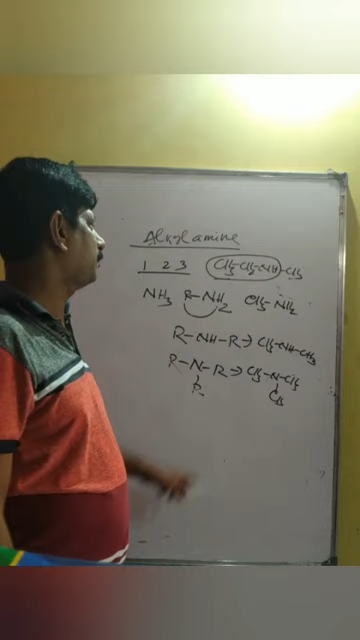 Alkylamine
1 2 3 CH3-CH2-NH-CH3
NH3 R-NH2 CH3-NH2
R-NH-R→ CH3-NH-CH3
R-N-R→ CH3-N-CH3
R CH3